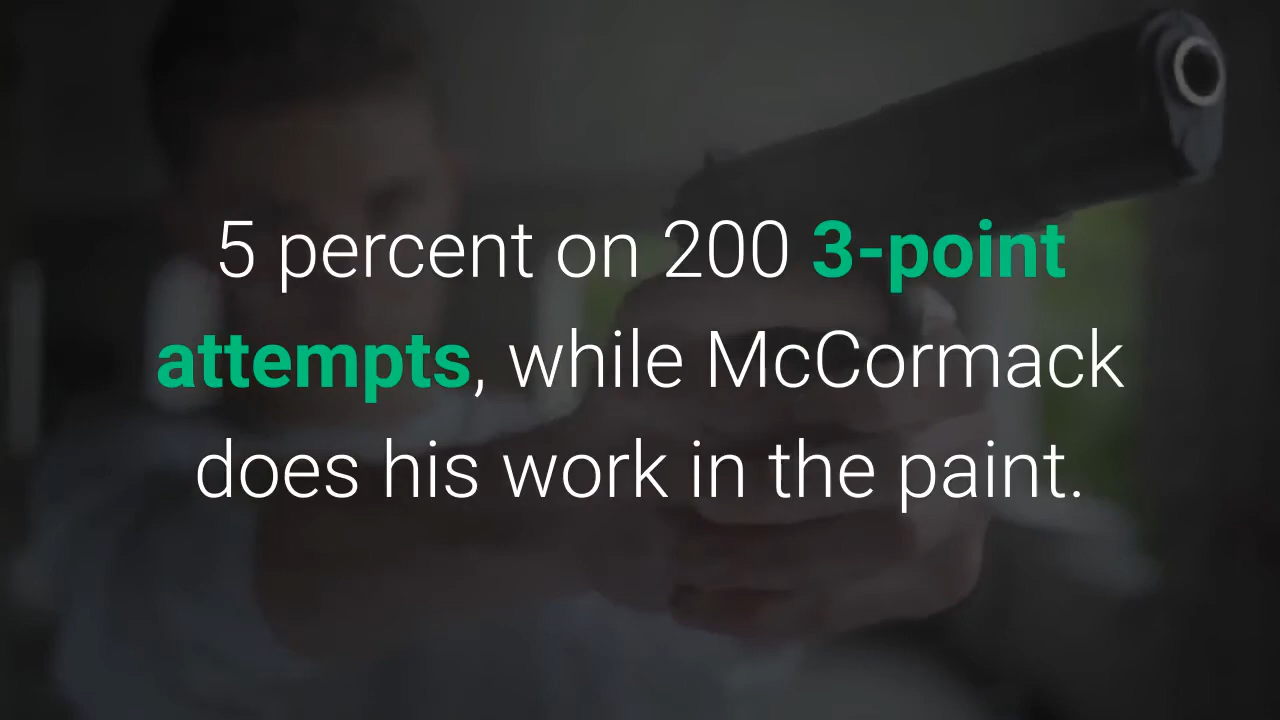 5 percent on 200 3-point
attempts, while McCormack
does his work in the paint.